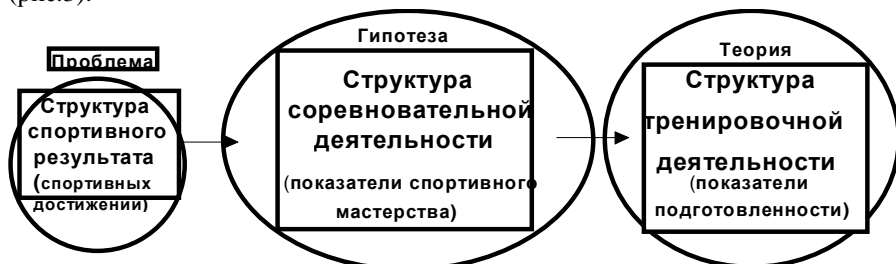 (рис.3).
Проблема
Структура
спортивного
результата
(спортивных
достижений)
Гипотеза
Структура
соревновательной
деятельности
(показатели спортивного
мастерства)
Теория
Структура
тренировочной
деятельности
(показатели
подготовленности)